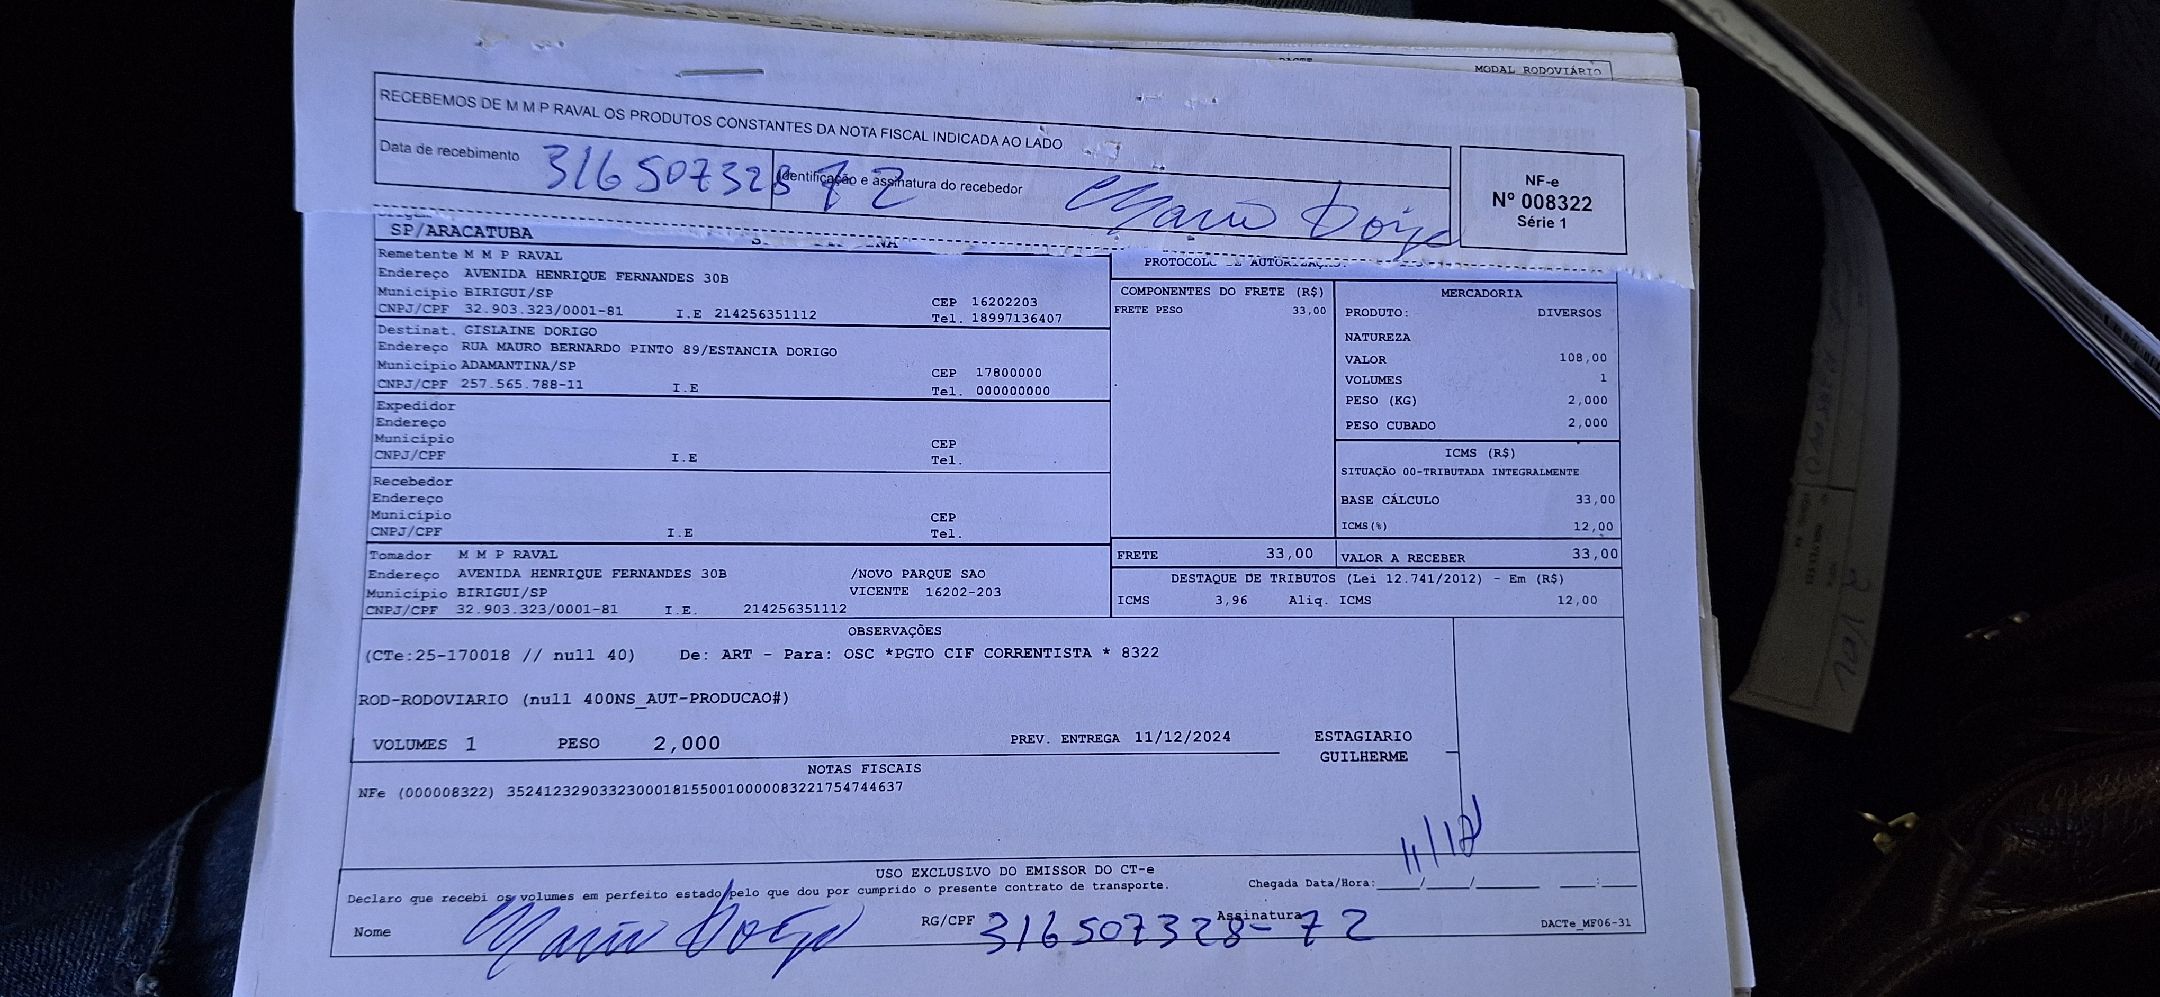 MODAL RODOVIÁRIO
RECEBEMOS DE M M P RAVAL OS PRODUTOS CONSTANTES DA NOTA FISCAL INDICADA AO LADO
Data de recebimento 316507328 72 Identificação e assinatura do recebedor
NF-e
Nº 008322
Série 1
SP/ARACATUBA
PROTOCOLO DE AUTORIZAÇÃO
Remetente M M P RAVAL
Endereço AVENIDA HENRIQUE FERNANDES 30B
Município BIRIGUI/SP CEP 16202203
CNPJ/CPF 32.903.323/0001-81 I.E 214256351112 Tel. 18997136407
Destinat. GISLAINE DORIGO
Endereço RUA MAURO BERNARDO PINTO 89/ESTANCIA DORIGO
Município ADAMANTINA/SP CEP 17800000
CNPJ/CPF 257.565.788-11 I.E Tel. 000000000
Expedidor
Endereço
Município CEP
CNPJ/CPF I.E Tel.
Recebedor
Endereço
Município CEP
CNPJ/CPF I.E Tel.
Tomador M M P RAVAL
Endereço AVENIDA HENRIQUE FERNANDES 30B /NOVO PARQUE SAO
Município BIRIGUI/SP VICENTE 16202-203
CNPJ/CPF 32.903.323/0001-81 I.E. 214256351112
COMPONENTES DO FRETE (R$)
FRETE PESO 33,00
MERCADORIA
PRODUTO: DIVERSOS
NATUREZA
VALOR 108,00
VOLUMES 1
PESO (KG) 2,000
PESO CUBADO 2,000
ICMS (R$)
SITUAÇÃO 00-TRIBUTADA INTEGRALMENTE
BASE CÁLCULO 33,00
ICMS(%) 12,00
FRETE 33,00 VALOR A RECEBER 33,00
DESTAQUE DE TRIBUTOS (Lei 12.741/2012) - Em (R$)
ICMS 3,96 Aliq. ICMS 12,00
OBSERVAÇÕES
(CTe:25-170018 // null 40) De: ART - Para: OSC *PGTO CIF CORRENTISTA * 8322
ROD-RODOVIARIO (null 400NS_AUT-PRODUCAO#)
VOLUMES 1 PESO 2,000 PREV. ENTREGA 11/12/2024 ESTAGIARIO
GUILHERME
NOTAS FISCAIS
NFe (000008322) 35241232903323000181550010000083221754744637
11/12
USO EXCLUSIVO DO EMISSOR DO CT-e
Declaro que recebi os volumes em perfeito estado pelo que dou por cumprido o presente contrato de transporte. Chegada Data/Hora:____/____/______ ___:___
Nome RG/CPF 316507328-72 Assinatura DACTe_MF06-31